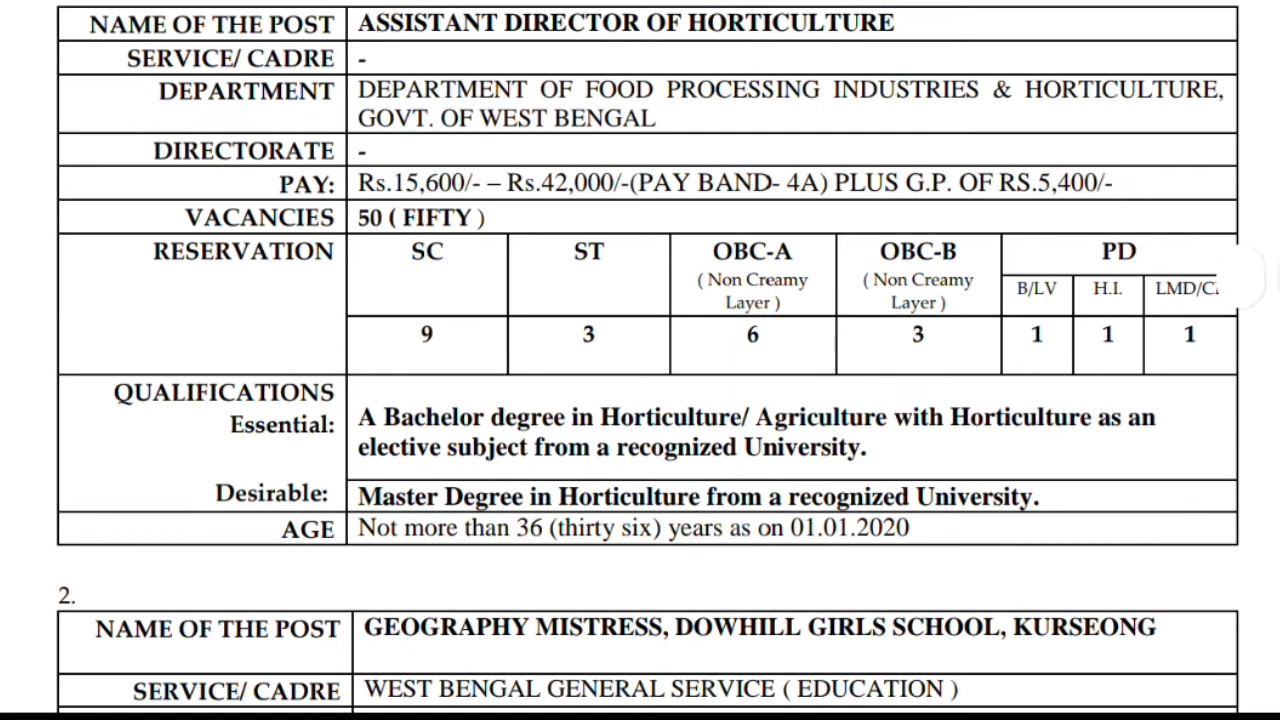 NAME OF THE POST ASSISTANT DIRECTOR OF HORTICULTURE
SERVICE/ CADRE -
DEPARTMENT DEPARTMENT OF FOOD PROCESSING INDUSTRIES & HORTICULTURE,
GOVT. OF WEST BENGAL
DIRECTORATE -
PAY: Rs.15,600/- – Rs.42,000/-(PAY BAND- 4A) PLUS G.P. OF RS.5,400/-
VACANCIES 50 ( FIFTY )
RESERVATION SC ST OBC-A OBC-B PD
( Non Creamy ( Non Creamy B/LV H.I. LMD/C
Layer ) Layer )
9 3 6 3 1 1 1
QUALIFICATIONS
Essential: A Bachelor degree in Horticulture/ Agriculture with Horticulture as an
elective subject from a recognized University.
Desirable: Master Degree in Horticulture from a recognized University.
AGE Not more than 36 (thirty six) years as on 01.01.2020
2.
NAME OF THE POST GEOGRAPHY MISTRESS, DOWHILL GIRLS SCHOOL, KURSEONG
SERVICE/ CADRE WEST BENGAL GENERAL SERVICE ( EDUCATION )